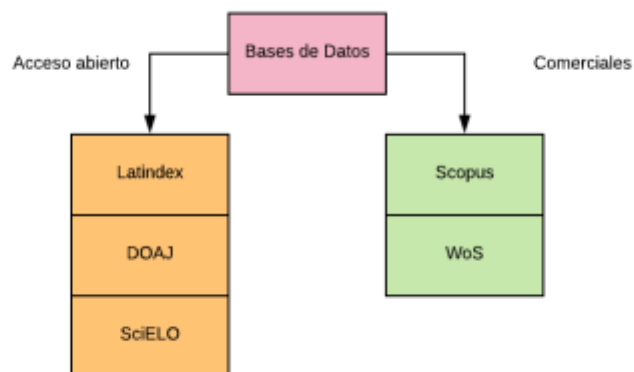 Bases de Datos
Acceso abierto
Comerciales
Latindex
DOAJ
SciELO
Scopus
WoS